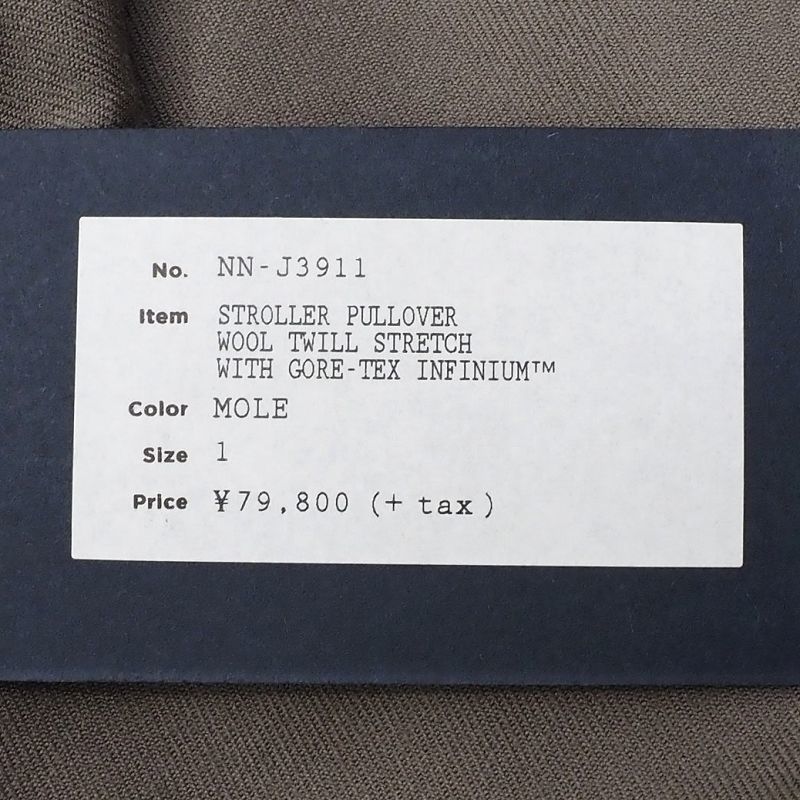 No. NN-J3911
Item STROLLER PULLOVER
WOOL TWILL STRETCH
WITH GORE-TEX INFINIUM™
Color MOLE
Size 1
Price ¥79,800 (+ tax)